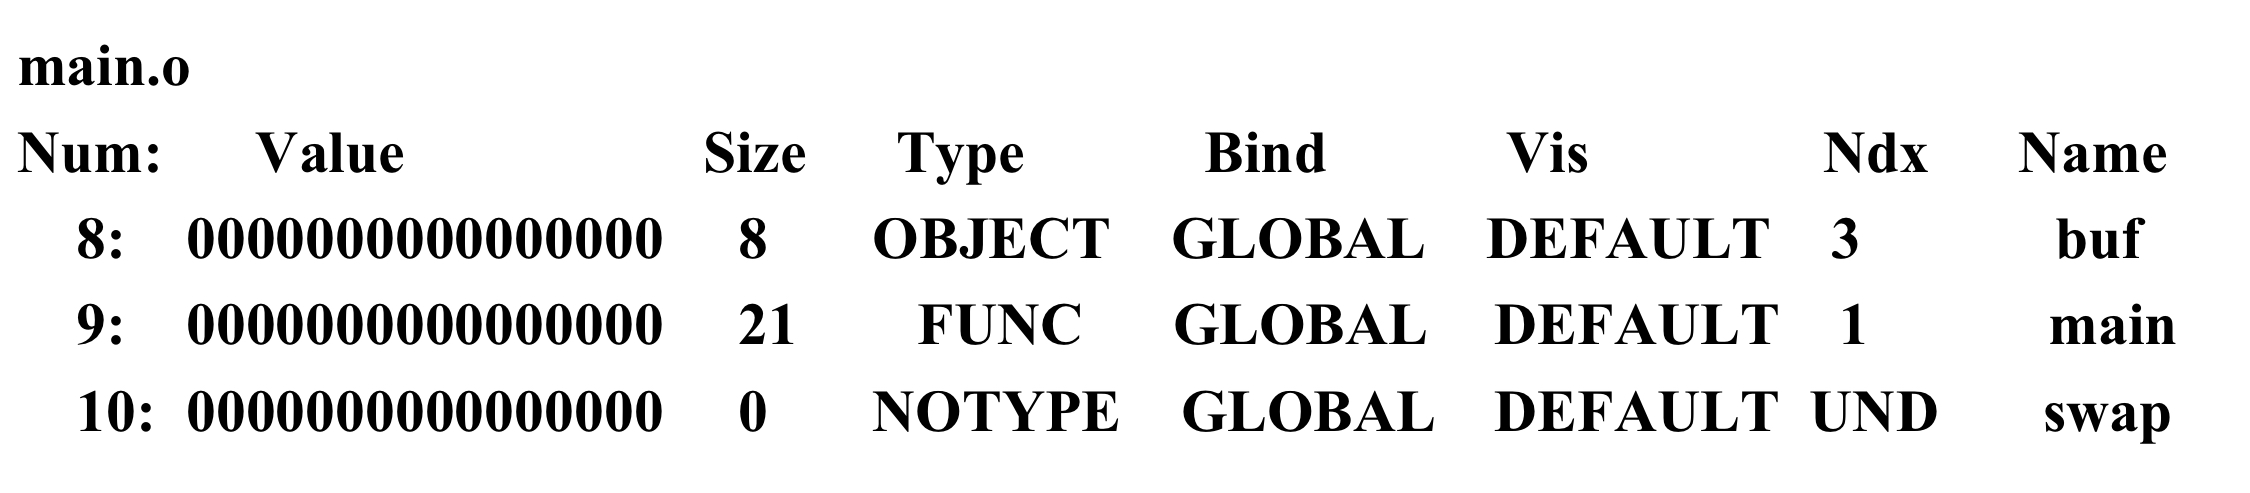 main.o
Num: Value Size Type Bind Vis Ndx Name
8: 0000000000000000 8 OBJECT GLOBAL DEFAULT 3 buf
9: 0000000000000000 21 FUNC GLOBAL DEFAULT 1 main
10: 0000000000000000 0 NOTYPE GLOBAL DEFAULT UND swap